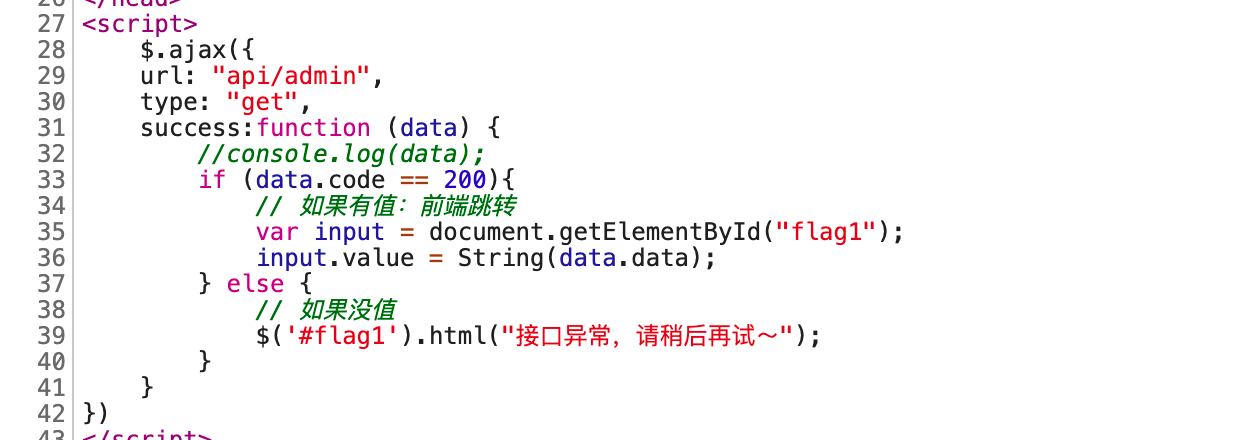 26 </head>
27 <script>
28     $.ajax({
29     url: "api/admin",
30     type: "get",
31     success:function (data) {
32         //console.log(data);
33         if (data.code == 200){
34             // 如果有值：前端跳转
35             var input = document.getElementById("flag1");
36             input.value = String(data.data);
37         } else {
38             // 如果没值
39             $('#flag1').html("接口异常，请稍后再试～");
40         }
41     }
42 })
43 </script>